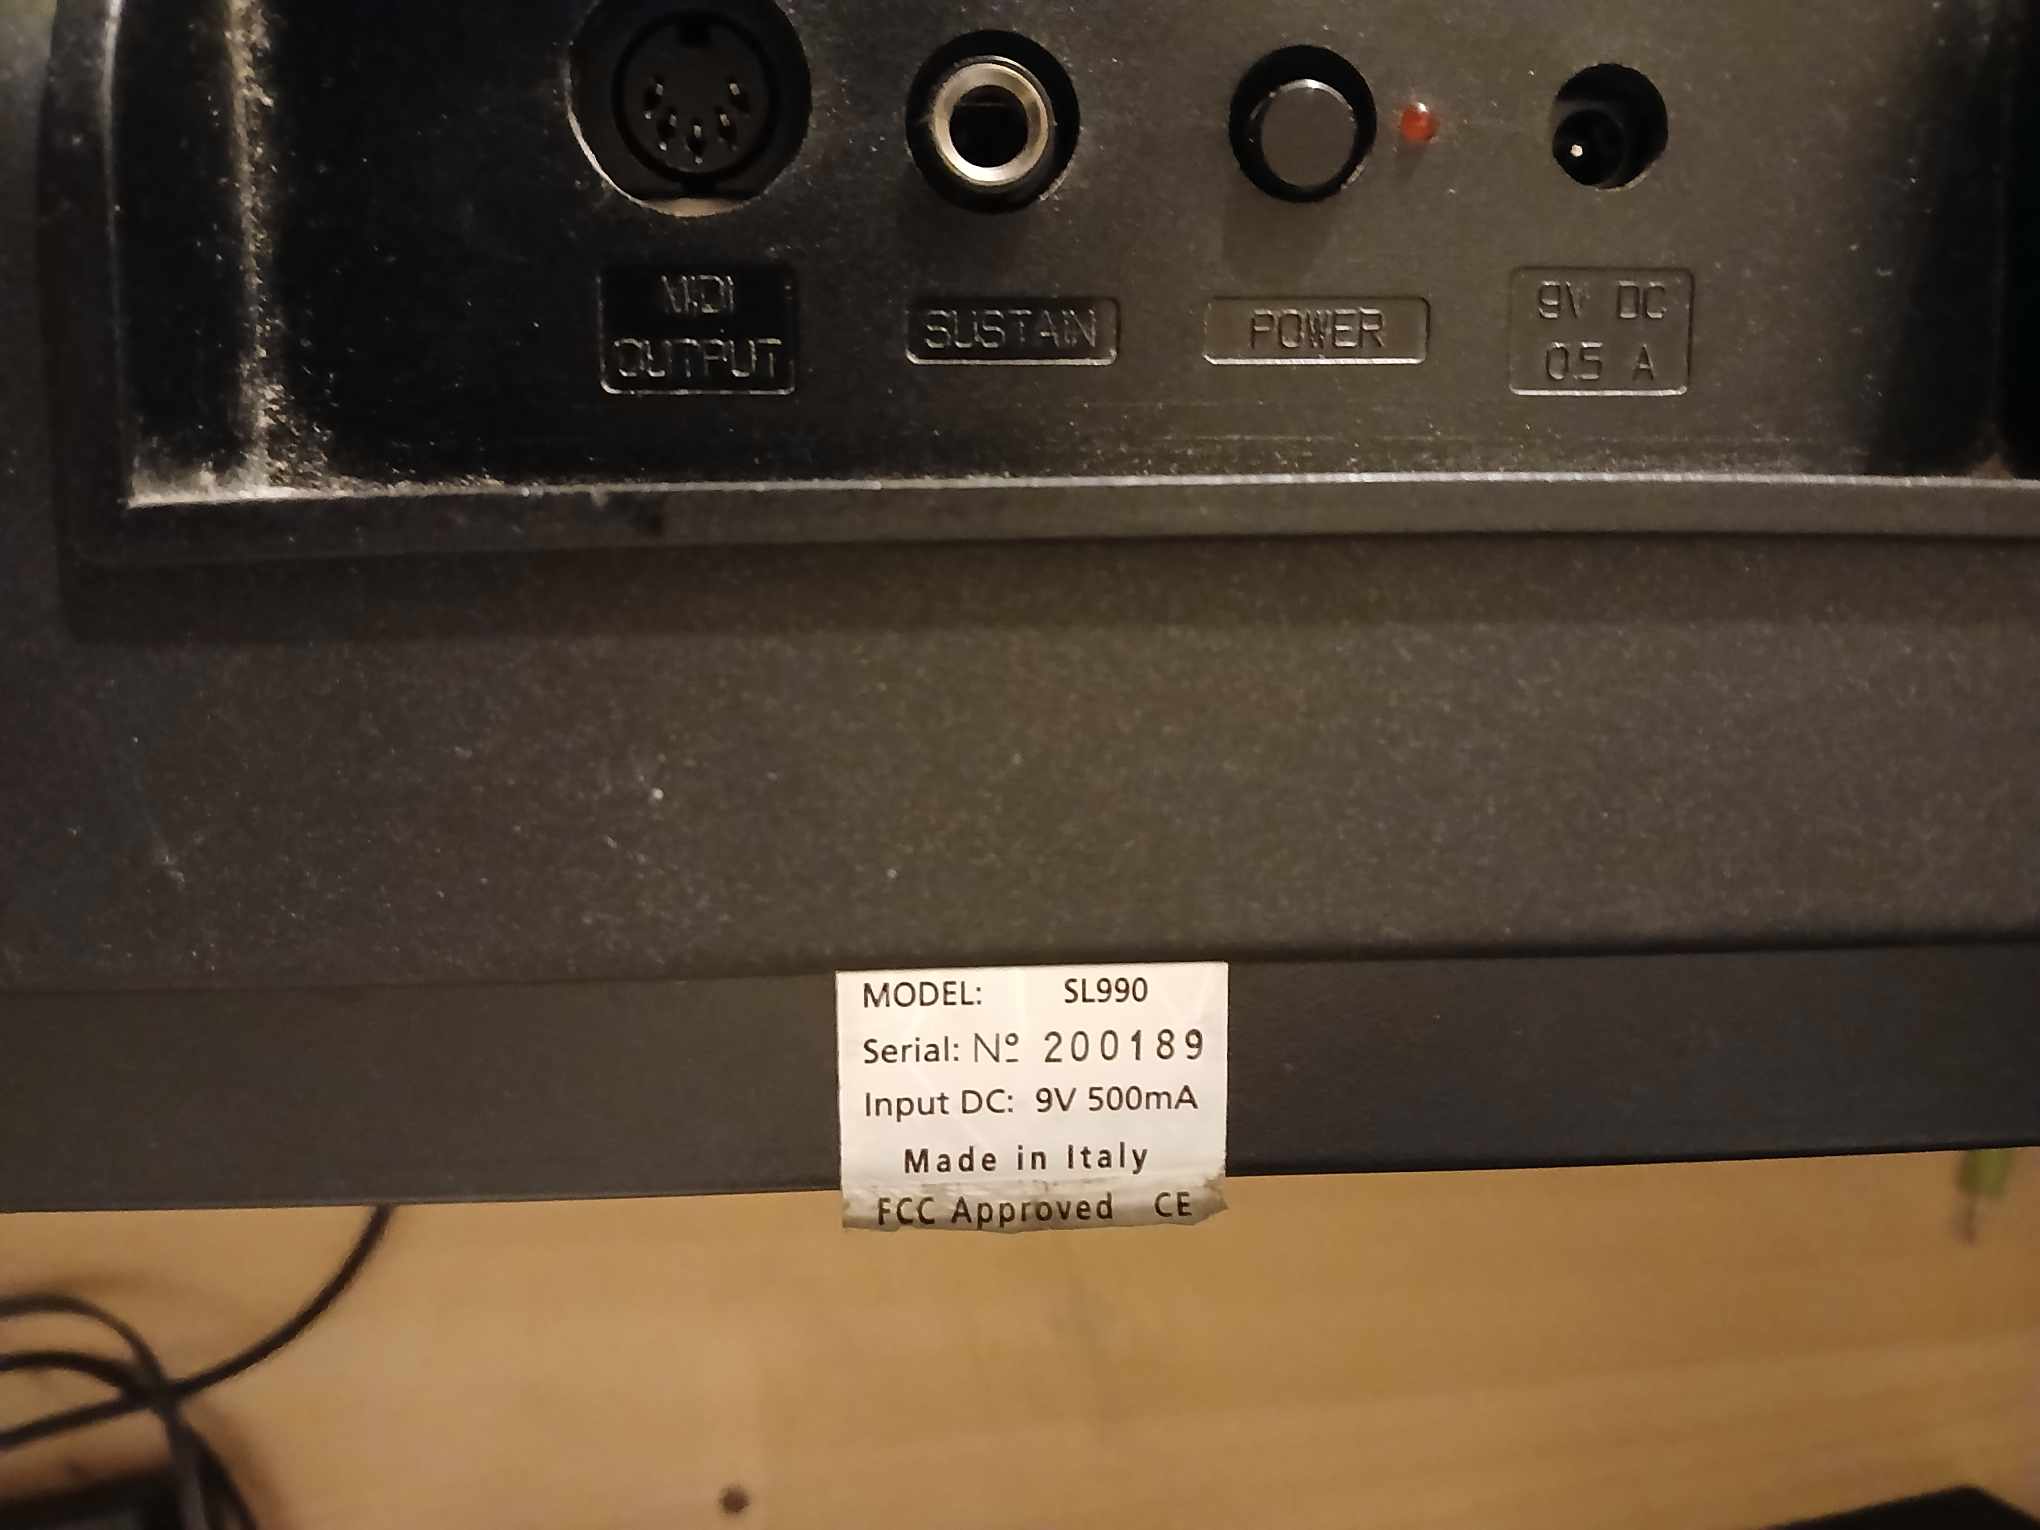 MIDI
OUTPUT
SUSTAIN
POWER
9V DC
0.5 A
MODEL: SL990
Serial: Nº 200189
Input DC: 9V 500mA
Made in Italy
FCC Approved CE